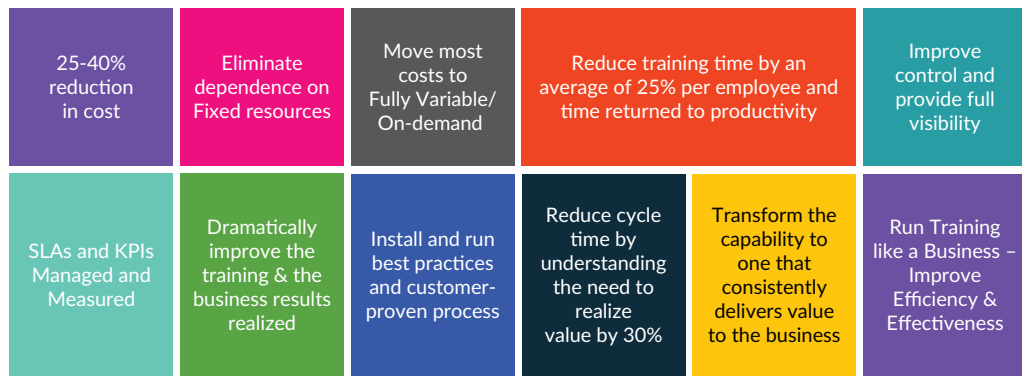 25-40%
reduction
in cost
Eliminate
dependence on
Fixed resources
Move most
costs to
Fully Variable/
On-demand
Reduce training time by an
average of 25% per employee and
time returned to productivity
Improve
control and
provide full
visibility
SLAs and KPIs
Managed and
Measured
Dramatically
improve the
training & the
business results
realized
Install and run
best practices
and customer-
proven process
Reduce cycle
time by
understanding
the need to
realize
value by 30%
Transform the
capability to
one that
consistently
delivers value
to the business
Run Training
like a Business –
Improve
Efficiency &
Effectiveness